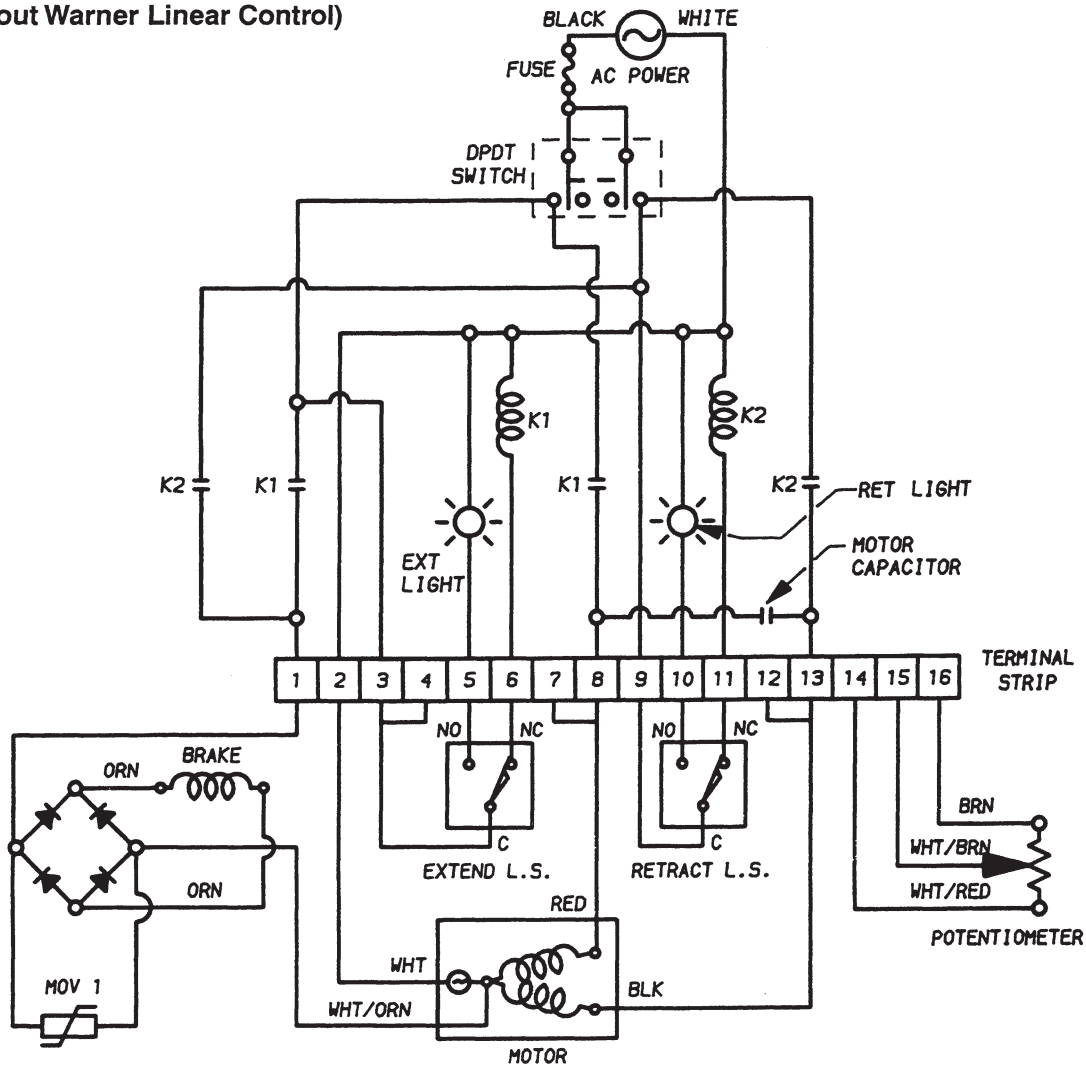 out Warner Linear Control)
BLACK
WHITE
FUSE
AC POWER
DPDT
SWITCH
K1
K2
K2
K1
K1
K2
RET LIGHT
EXT
LIGHT
MOTOR
CAPACITOR
1 2 3 4 5 6 7 8 9 10 11 12 13 14 15 16
TERMINAL
STRIP
NO
NC
NO
NC
BRAKE
ORN
C
C
EXTEND L.S.
RETRACT L.S.
BRN
WHT/BRN
WHT/RED
ORN
RED
POTENTIOMETER
WHT
BLK
MOV 1
WHT/ORN
MOTOR